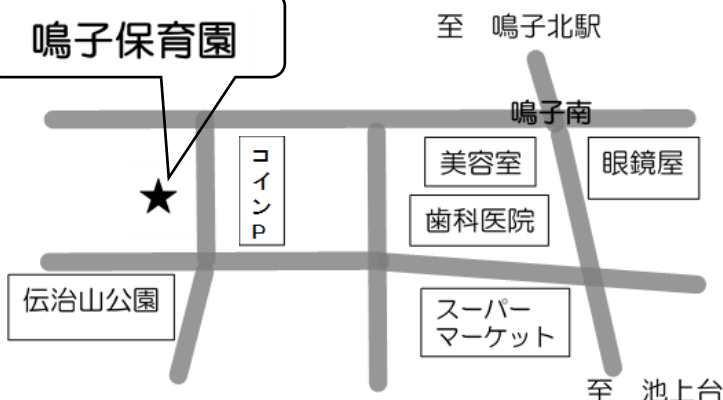 至　鳴子北駅
鳴子保育園
鳴子南
コインP
美容室
眼鏡屋
歯科医院
伝治山公園
スーパー
マーケット
至　池上台